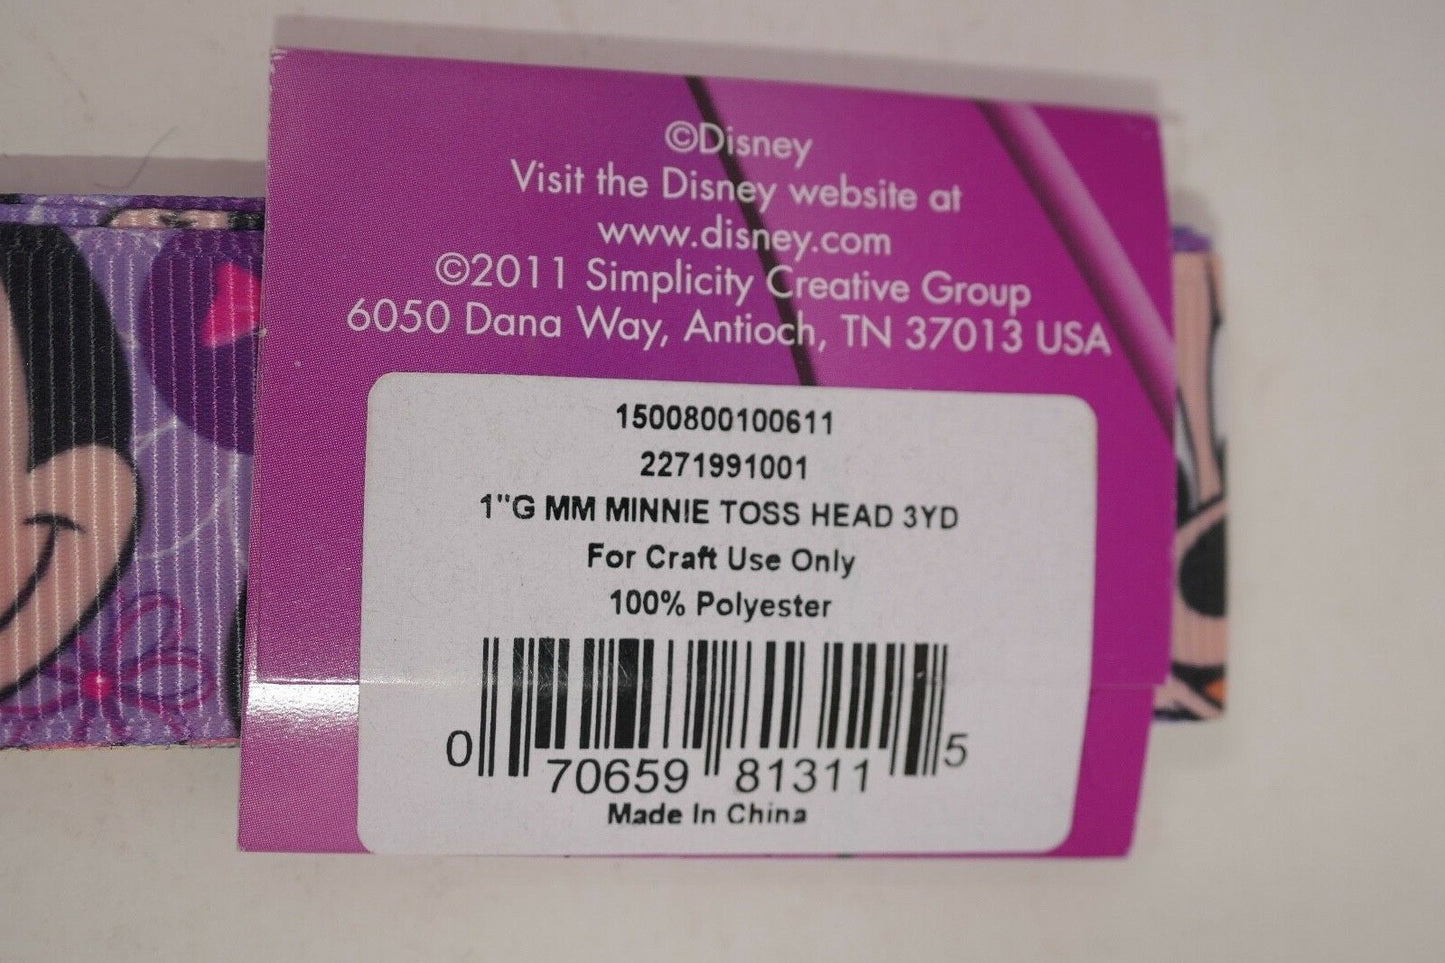 ©Disney
Visit the Disney website at
www.disney.com
©2011 Simplicity Creative Group
6050 Dana Way, Antioch, TN 37013 USA
1500800100611
2271991001
1"G MM MINNIE TOSS HEAD 3YD
For Craft Use Only
100% Polyester
0 70659 81311 5
Made In China